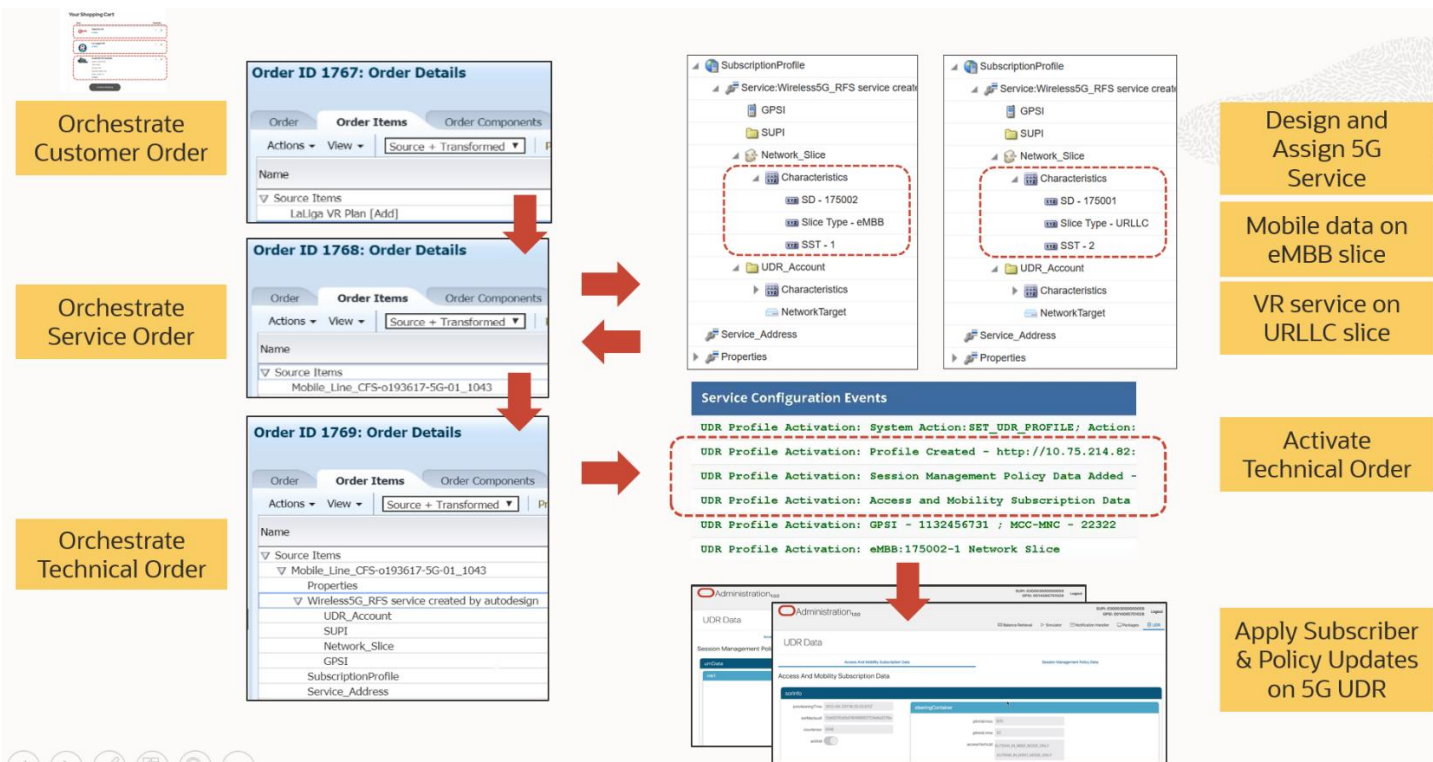 Your Shopping Cart
Orchestrate
Customer Order
Order ID 1767: Order Details
Order
Order Items
Order Components
Actions
View
Source + Transformed
Name
Source Items
LaLiga VR Plan [Add]
Orchestrate
Service Order
Order ID 1768: Order Details
Order
Order Items
Order Components
Actions
View
Source + Transformed
Name
Source Items
Mobile_Line_CFS-o193617-5G-01_1043
Orchestrate
Technical Order
Order ID 1769: Order Details
Order
Order Items
Order Components
Actions
View
Source + Transformed
Pr
Name
Source Items
Mobile_Line_CFS-o193617-5G-01_1043
Properties
Wireless5G_RFS service created by autodesign
UDR_Account
SUPI
Network_Slice
GPSI
SubscriptionProfile
Service_Address
SubscriptionProfile
Service:Wireless5G_RFS service create
GPSI
SUPI
Network_Slice
Characteristics
SD - 175002
Slice Type - eMBB
SST - 1
UDR_Account
Characteristics
NetworkTarget
Service_Address
Properties
SubscriptionProfile
Service:Wireless5G_RFS service create
GPSI
SUPI
Network_Slice
Characteristics
SD - 175001
Slice Type - URLLC
SST - 2
UDR_Account
Characteristics
NetworkTarget
Service_Address
Properties
Design and
Assign 5G
Service
Mobile data on
eMBB slice
VR service on
URLLC slice
Service Configuration Events
UDR Profile Activation: System Action:SET_UDR_PROFILE; Action:
UDR Profile Activation: Profile Created - http://10.75.214.82:
UDR Profile Activation: Session Management Policy Data Added -
UDR Profile Activation: Access and Mobility Subscription Data
UDR Profile Activation: GPSI - 1132456731 ; MCC-MNC - 22322
UDR Profile Activation: eMBB:175002-1 Network Slice
Activate
Technical Order
Administration
UDR Data
Session Management Poli
Administration
Logout
UDR Data
Access And Mobility Subscription Data
Session Management Policy Data
Access And Mobility Subscription Data
sorInfo
provisioningTime
steeringContainer
Apply Subscriber
& Policy Updates
on 5G UDR